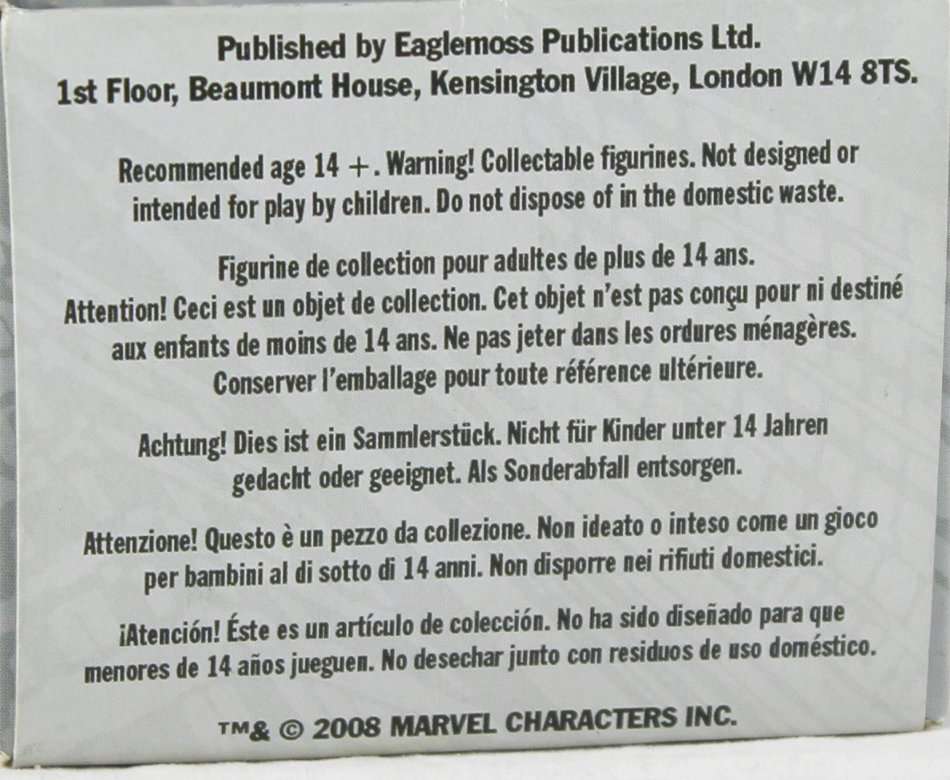 Published by Eaglemoss Publications Ltd.
1st Floor, Beaumont House, Kensington Village, London W14 8TS.
Recommended age 14 +. Warning! Collectable figurines. Not designed or
intended for play by children. Do not dispose of in the domestic waste.
Figurine de collection pour adultes de plus de 14 ans.
Attention! Ceci est un objet de collection. Cet objet n'est pas conçu pour ni destiné
aux enfants de moins de 14 ans. Ne pas jeter dans les ordures ménagères.
Conserver l'emballage pour toute référence ultérieure.
Achtung! Dies ist ein Sammlerstück. Nicht für Kinder unter 14 Jahren
gedacht oder geeignet. Als Sonderabfall entsorgen.
Attenzione! Questo è un pezzo da collezione. Non ideato o inteso come un gioco
per bambini al di sotto di 14 anni. Non disporre nei rifiuti domestici.
¡Atención! Éste es un artículo de colección. No ha sido diseñado para que
menores de 14 años jueguen. No desechar junto con residuos de uso doméstico.
TM& © 2008 MARVEL CHARACTERS INC.